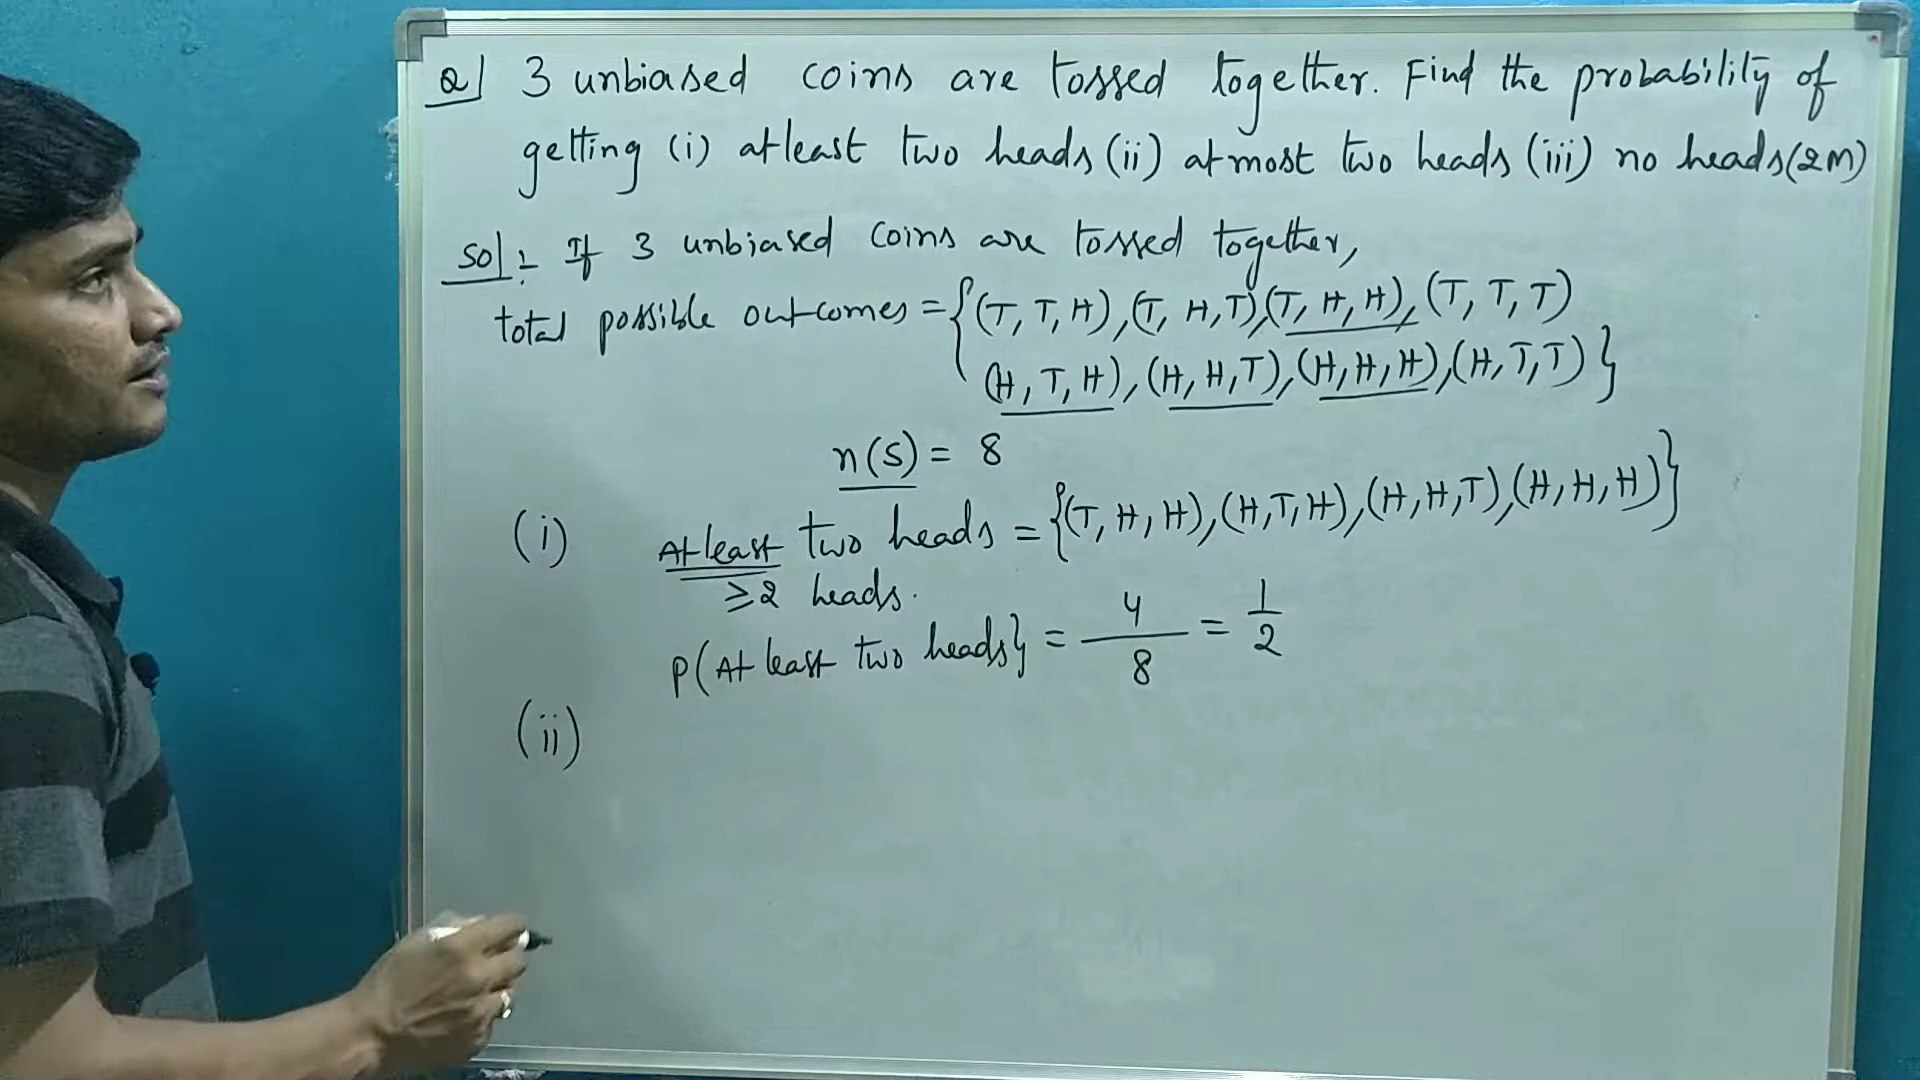 Q] 3 unbiased coins are tossed together. Find the probability of
getting (i) atleast two heads (ii) atmost two heads (iii) no heads (2M)
Sol: If 3 unbiased coins are tossed together,
total possible outcomes = {(T, T, H), (T, H, T), (T, H, H), (T, T, T)
(H, T, H), (H, H, T), (H, H, H), (H, T, T)}
n(S) = 8
(i) At least two heads = {(T, H, H), (H, T, H), (H, H, T), (H, H, H)}
≥2 heads.
P(At least two heads} = 4/8 = 1/2
(ii)